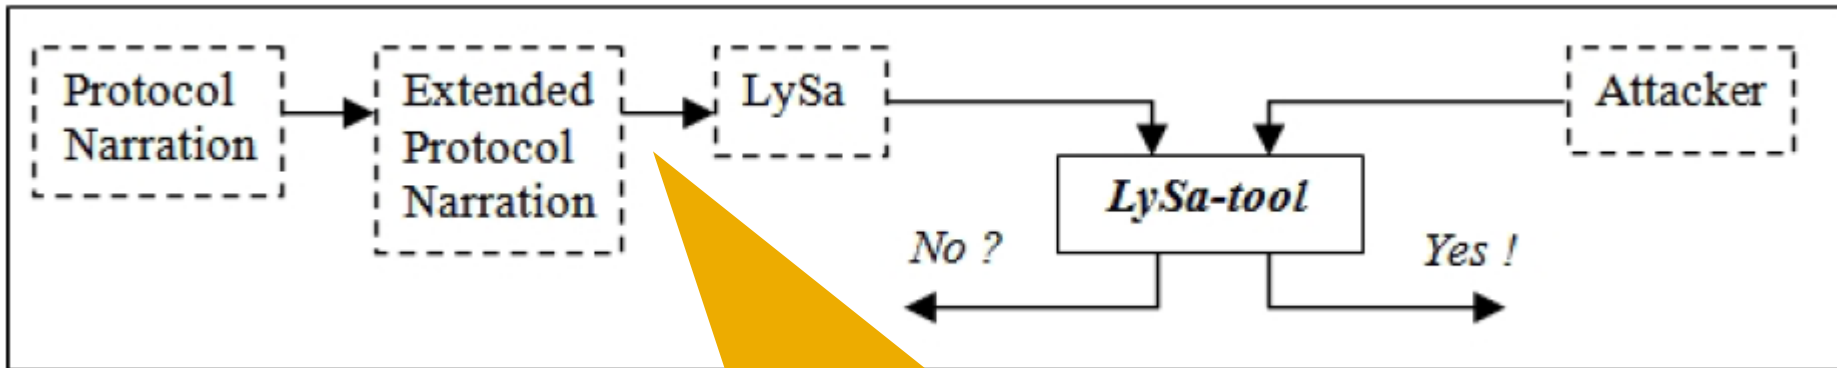 Protocol
Narration
Extended
Protocol
Narration
LySa
Attacker
LySa-tool
No ?
Yes !